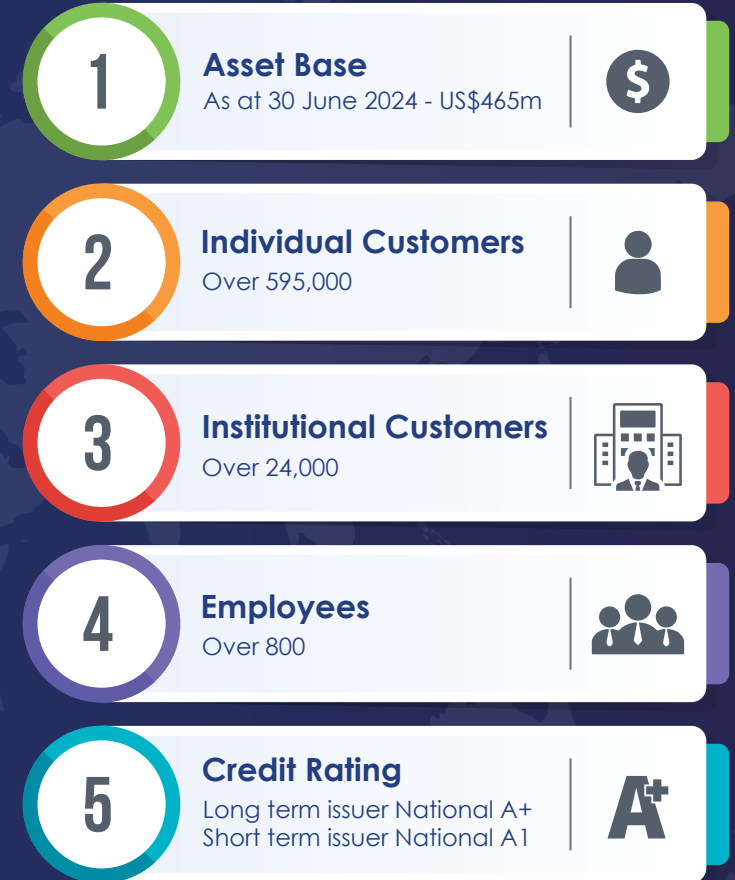 1
Asset Base
As at 30 June 2024 - US$465m
$
2
Individual Customers
Over 595,000
3
Institutional Customers
Over 24,000
4
Employees
Over 800
5
Credit Rating
Long term issuer National A+
Short term issuer National A1
A+